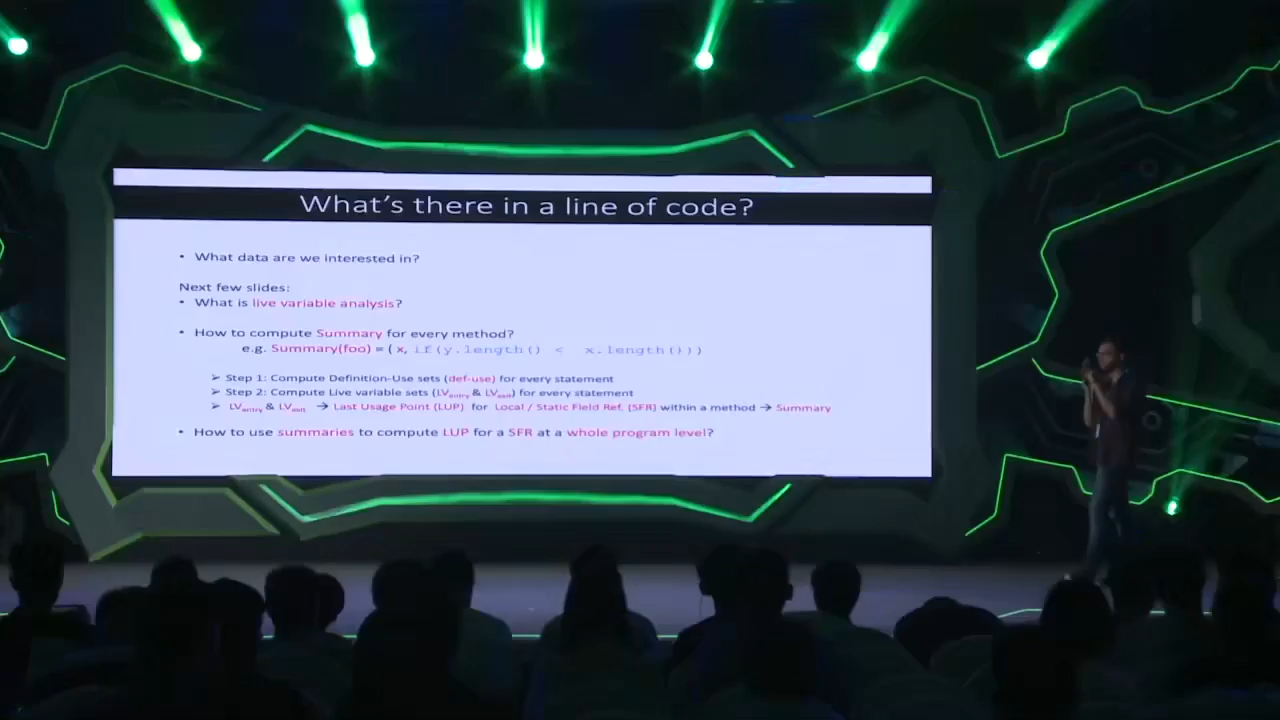 What's there in a line of code?
• What data are we interested in?
Next few slides:
• What is live variable analysis?
• How to compute Summary for every method?
e.g. Summary(foo) = ( x, if(y.length() < x.length()))
➢ Step 1: Compute Definition-Use sets (def-use) for every statement
➢ Step 2: Compute Live variable sets (LVentry & LVexit) for every statement
➢ LVentry & LVexit → Last Usage Point (LUP) for Local / Static Field Ref. (SFR) within a method → Summary
• How to use summaries to compute LUP for a SFR at a whole program level?